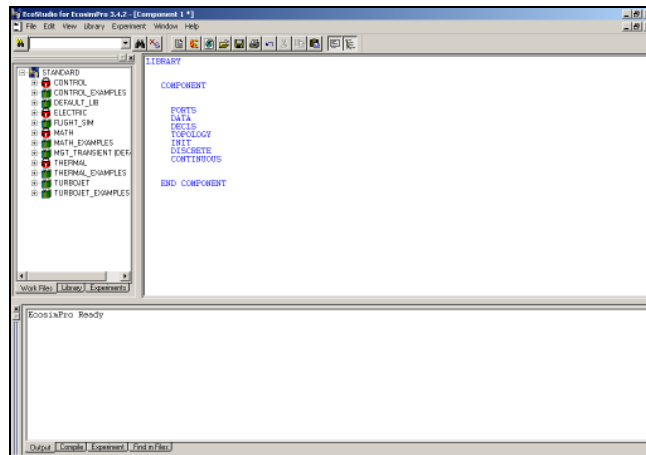 EcoStudio for EcosimPro 3.4.2 - [Component 1 *]
File Edit View Library Experiment Window Help
LIBRARY
COMPONENT
PORTS
DATA
DECLS
TOPOLOGY
INIT
DISCRETE
CONTINUOUS
END COMPONENT
STANDARD
CONTROL
CONTROL_EXAMPLES
DEFAULT_LIB
ELECTRIC
FLIGHT_SIM
MATH
MATH_EXAMPLES
MGT_TRANSIENT (DEF
THERMAL
THERMAL_EXAMPLES
TURBOJET
TURBOJET_EXAMPLES
Work Files Library Experiments
EcosimPro Ready
Output Compile Experiment Find in Files